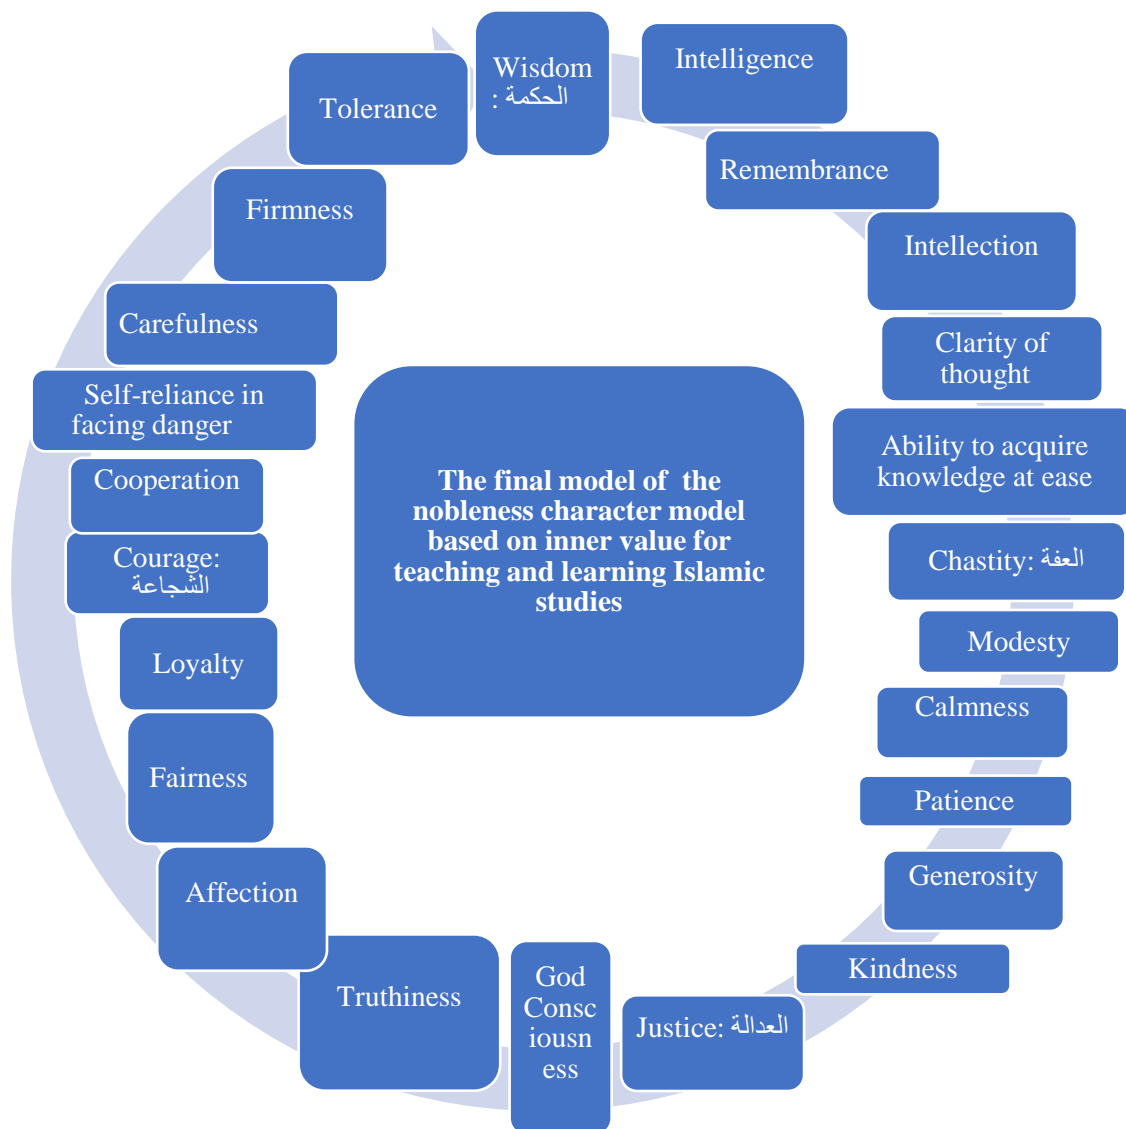 Wisdom
: الحكمة
Intelligence
Remembrance
Intellection
Clarity of
thought
Ability to acquire
knowledge at ease
Chastity: العفة
Modesty
Calmness
Patience
Generosity
Kindness
Justice: العدالة
God
Consc
iousn
ess
Truthiness
Affection
Fairness
Loyalty
Courage:
الشجاعة
Cooperation
Self-reliance in
facing danger
Carefulness
Firmness
Tolerance
The final model of the
nobleness character model
based on inner value for
teaching and learning Islamic
studies